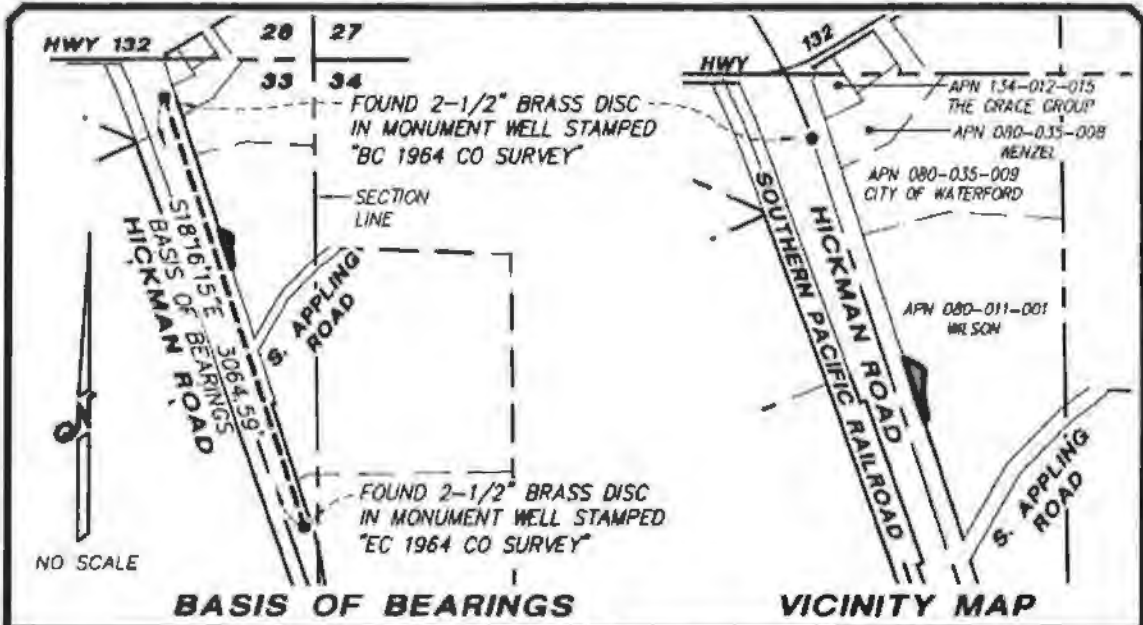 HWY 132
28 27
33 34
FOUND 2-1/2" BRASS DISC
IN MONUMENT WELL STAMPED
"BC 1964 CO SURVEY"
SECTION
LINE
S18°16'15"E 3064.59'
BASIS OF BEARINGS
HICKMAN ROAD
S. APPLING
ROAD
N
FOUND 2-1/2" BRASS DISC
IN MONUMENT WELL STAMPED
"EC 1964 CO SURVEY"
NO SCALE
BASIS OF BEARINGS
HWY 132
APN 134-012-015
THE GRACE GROUP
APN 080-035-008
WENZEL
APN 080-035-009
CITY OF WATERFORD
SOUTHERN PACIFIC RAILROAD
HICKMAN ROAD
APN 080-011-001
WILSON
S. APPLING
ROAD
VICINITY MAP